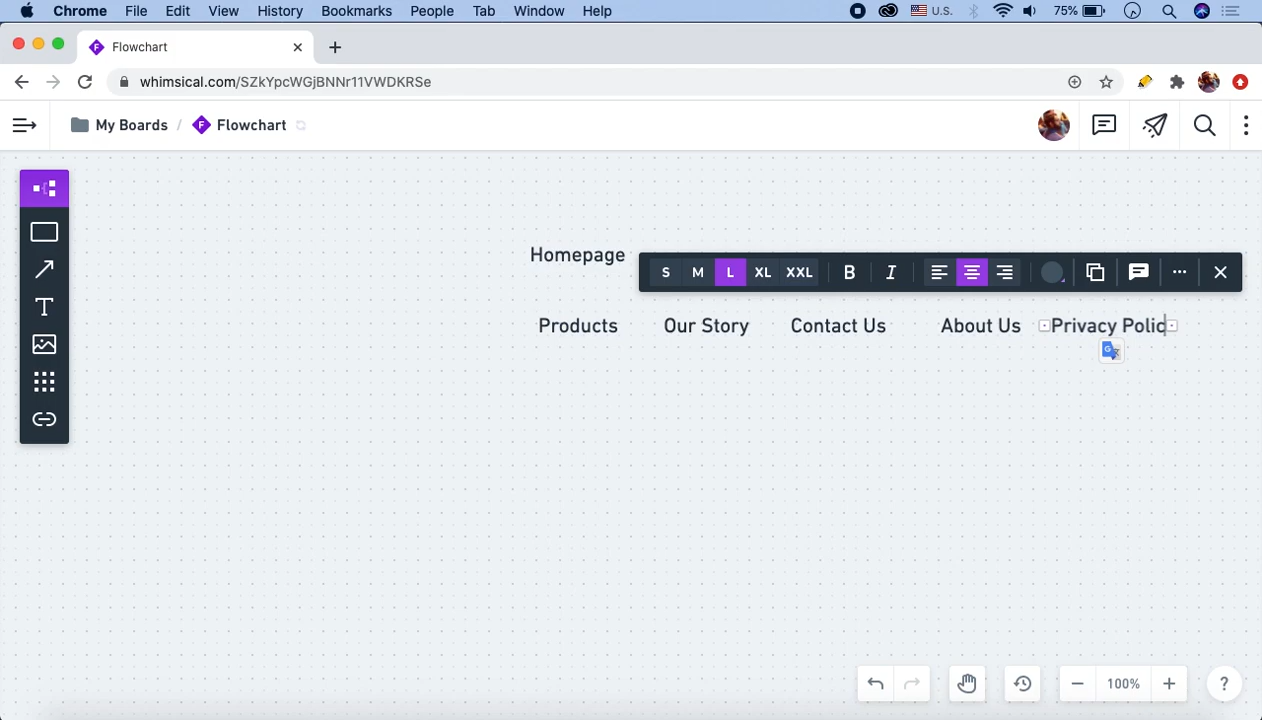 Chrome File Edit View History Bookmarks People Tab Window Help U.S. 75%
Flowchart
whimsical.com/SZkYpcWGjBNNr11VWDKRSe
My Boards / Flowchart
Homepage
S M L XL XXL B I
Products Our Story Contact Us About Us Privacy Polic
100% ?